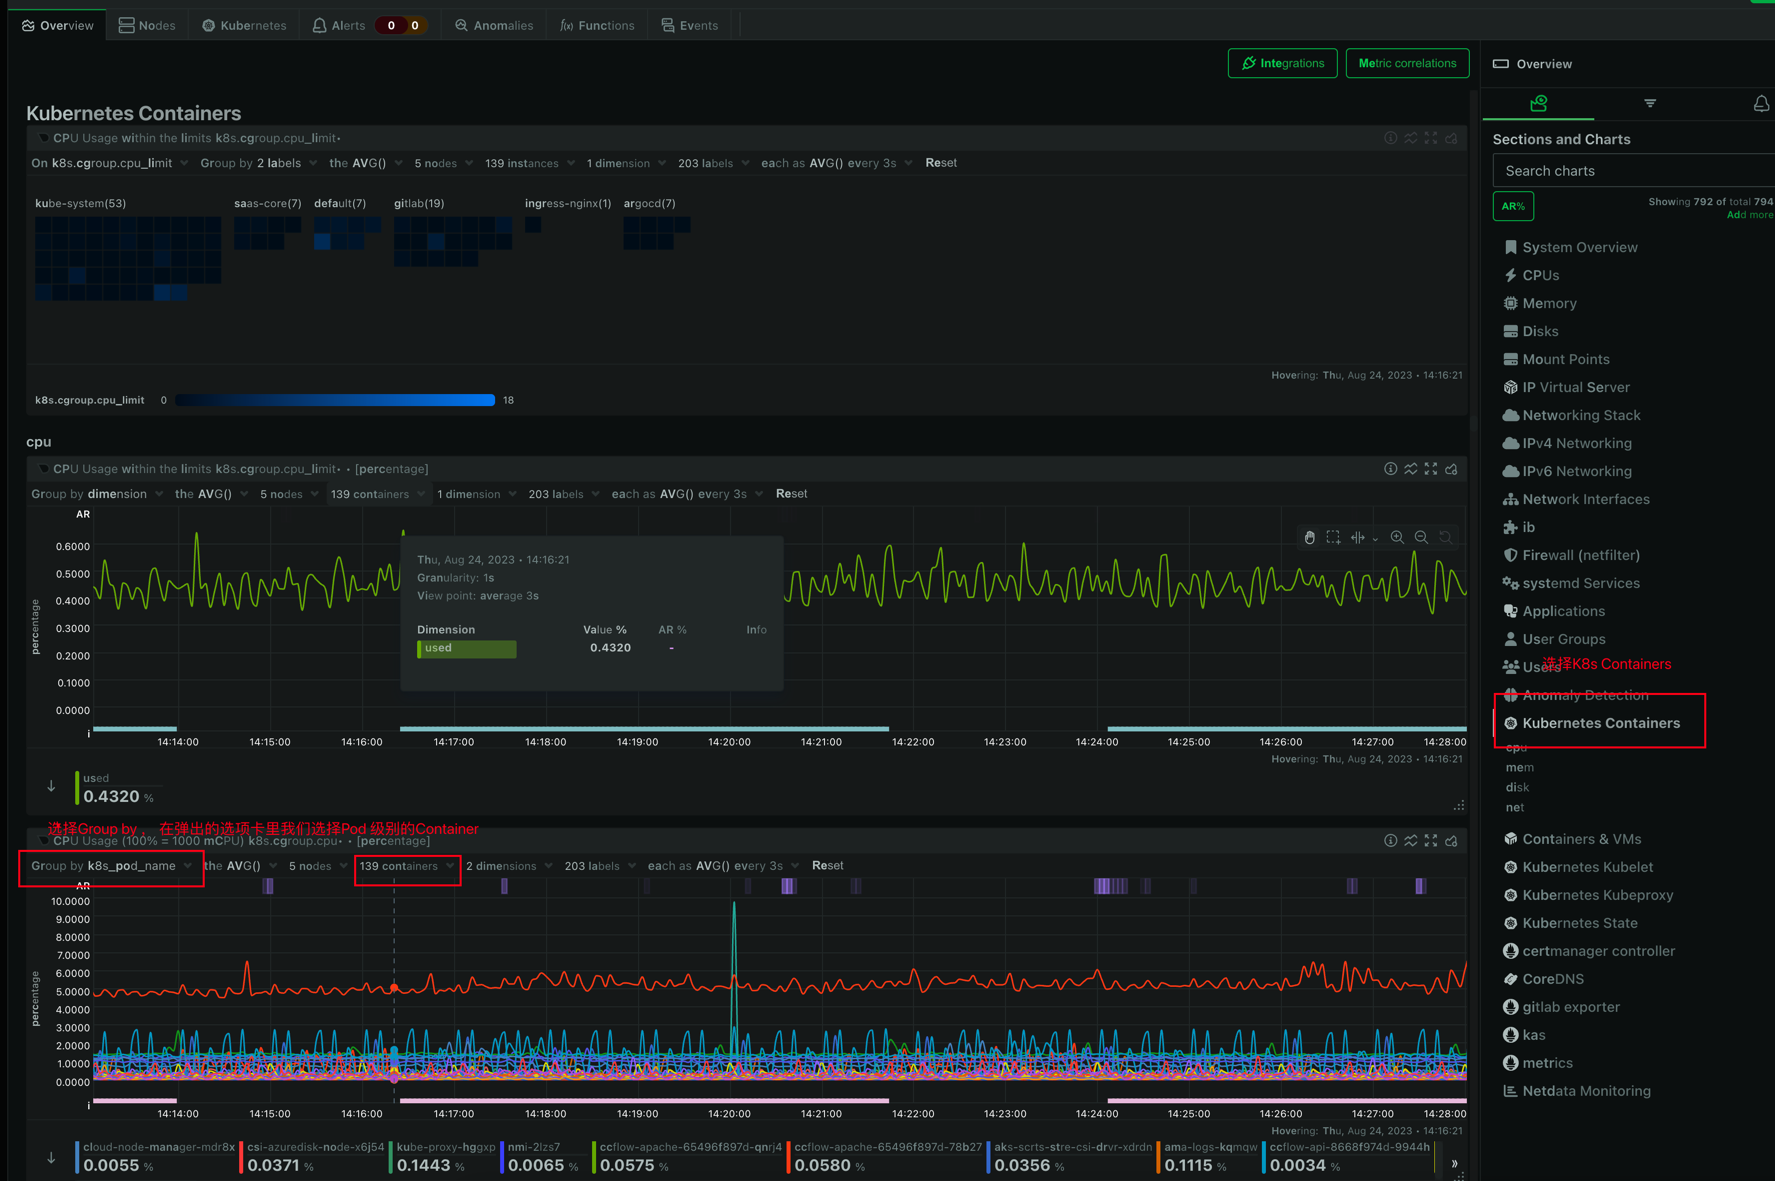 Overview
Nodes
Kubernetes
Alerts 0 0
Anomalies
f(x) Functions
Events
Integrations
Metric correlations
Kubernetes Containers
CPU Usage within the limits k8s.cgroup.cpu_limit•
On k8s.cgroup.cpu_limit Group by 2 labels the AVG() 5 nodes 139 instances 1 dimension 203 labels each as AVG() every 3s Reset
kube-system(53) saas-core(7) default(7) gitlab(19) ingress-nginx(1) argocd(7)
Hovering: Thu, Aug 24, 2023 • 14:16:21
k8s.cgroup.cpu_limit 0 18
cpu
CPU Usage within the limits k8s.cgroup.cpu_limit• • [percentage]
Group by dimension the AVG() 5 nodes 139 containers 1 dimension 203 labels each as AVG() every 3s Reset
AR
0.6000
0.5000
0.4000
0.3000
0.2000
0.1000
0.0000
percentage
i
Thu, Aug 24, 2023 • 14:16:21
Granularity: 1s
View point: average 3s
Dimension Value % AR % Info
used 0.4320 -
14:14:00 14:15:00 14:16:00 14:17:00 14:18:00 14:19:00 14:20:00 14:21:00 14:22:00 14:23:00 14:24:00 14:25:00 14:26:00 14:27:00 14:28:00
Hovering: Thu, Aug 24, 2023 • 14:16:21
used
0.4320 %
选择Group by ， 在弹出的选项卡里我们选择Pod 级别的Container
CPU Usage (100% = 1000 mCPU) k8s.cgroup.cpu• • [percentage]
Group by k8s_pod_name the AVG() 5 nodes 139 containers 2 dimensions 203 labels each as AVG() every 3s Reset
AR
10.0000
9.0000
8.0000
7.0000
6.0000
5.0000
4.0000
3.0000
2.0000
1.0000
0.0000
percentage
i
14:14:00 14:15:00 14:16:00 14:17:00 14:18:00 14:19:00 14:20:00 14:21:00 14:22:00 14:23:00 14:24:00 14:25:00 14:26:00 14:27:00 14:28:00
Hovering: Thu, Aug 24, 2023 • 14:16:21
cloud-node-manager-mdr8x csi-azuredisk-node-x6j54 kube-proxy-hggxp nmi-2lzs7 ccflow-apache-65496f897d-qnrj4 ccflow-apache-65496f897d-78b27 aks-scrts-stre-csi-drvr-xdrdn ama-logs-kqmqw ccflow-api-8668f974d-9944h
0.0055 % 0.0371 % 0.1443 % 0.0065 % 0.0575 % 0.0580 % 0.0356 % 0.1115 % 0.0034 % »
Overview
Sections and Charts
Search charts
AR%
Showing 792 of total 794
Add more
System Overview
CPUs
Memory
Disks
Mount Points
IP Virtual Server
Networking Stack
IPv4 Networking
IPv6 Networking
Network Interfaces
ib
Firewall (netfilter)
systemd Services
Applications
User Groups
Users
选择K8s Containers
Anomaly Detection
Kubernetes Containers
cpu
mem
disk
net
Containers & VMs
Kubernetes Kubelet
Kubernetes Kubeproxy
Kubernetes State
certmanager controller
CoreDNS
gitlab exporter
kas
metrics
Netdata Monitoring